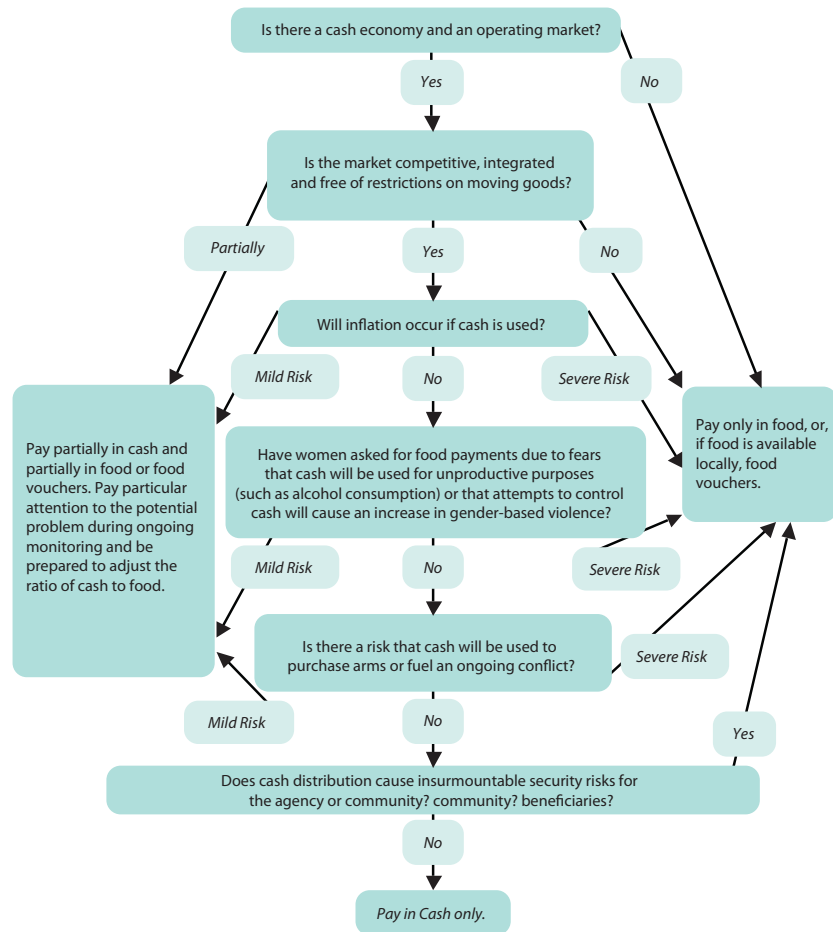 Is there a cash economy and an operating market?
Yes
No
Is the market competitive, integrated
and free of restrictions on moving goods?
Partially
Yes
No
Will inflation occur if cash is used?
Mild Risk
No
Severe Risk
Pay partially in cash and
partially in food or food
vouchers. Pay particular
attention to the potential
problem during ongoing
monitoring and be
prepared to adjust the
ratio of cash to food.
Pay only in food, or,
if food is available
locally, food
vouchers.
Have women asked for food payments due to fears
that cash will be used for unproductive purposes
(such as alcohol consumption) or that attempts to control
cash will cause an increase in gender-based violence?
Mild Risk
No
Severe Risk
Is there a risk that cash will be used to
purchase arms or fuel an ongoing conflict?
Severe Risk
Mild Risk
No
Yes
Does cash distribution cause insurmountable security risks for
the agency or community? community? beneficiaries?
No
Pay in Cash only.